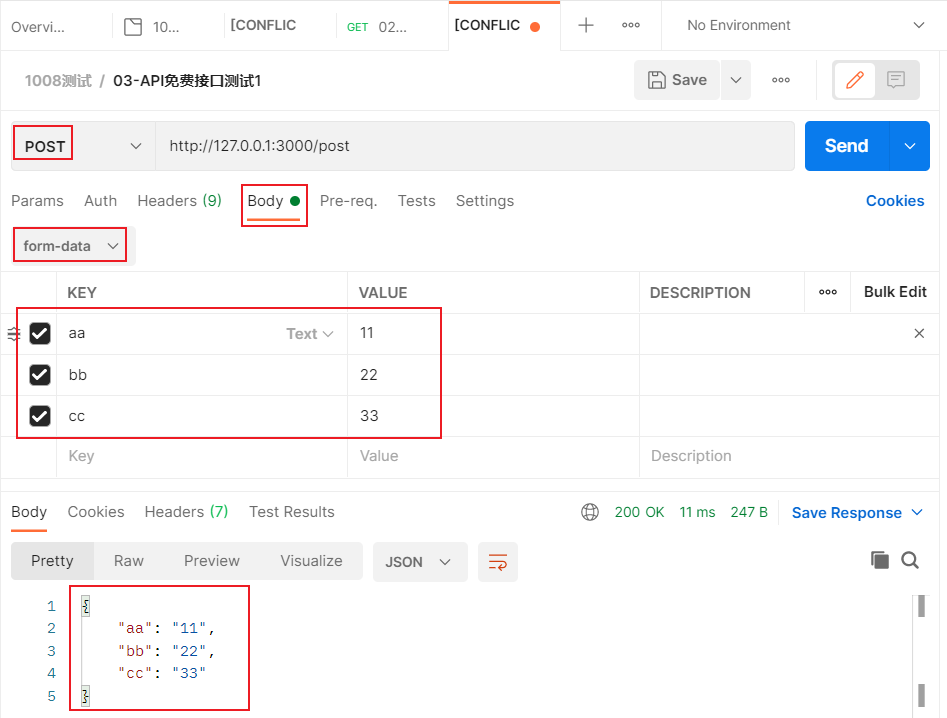 Overvi... 10... [CONFLIC GET 02... [CONFLIC No Environment
1008测试 / 03-API免费接口测试1 Save
POST http://127.0.0.1:3000/post Send
Params Auth Headers (9) Body Pre-req. Tests Settings Cookies
form-data
KEY VALUE DESCRIPTION Bulk Edit
aa Text 11
bb 22
cc 33
Key Value Description
Body Cookies Headers (7) Test Results 200 OK 11 ms 247 B Save Response
Pretty Raw Preview Visualize JSON
1 {
2 "aa": "11",
3 "bb": "22",
4 "cc": "33"
5 }